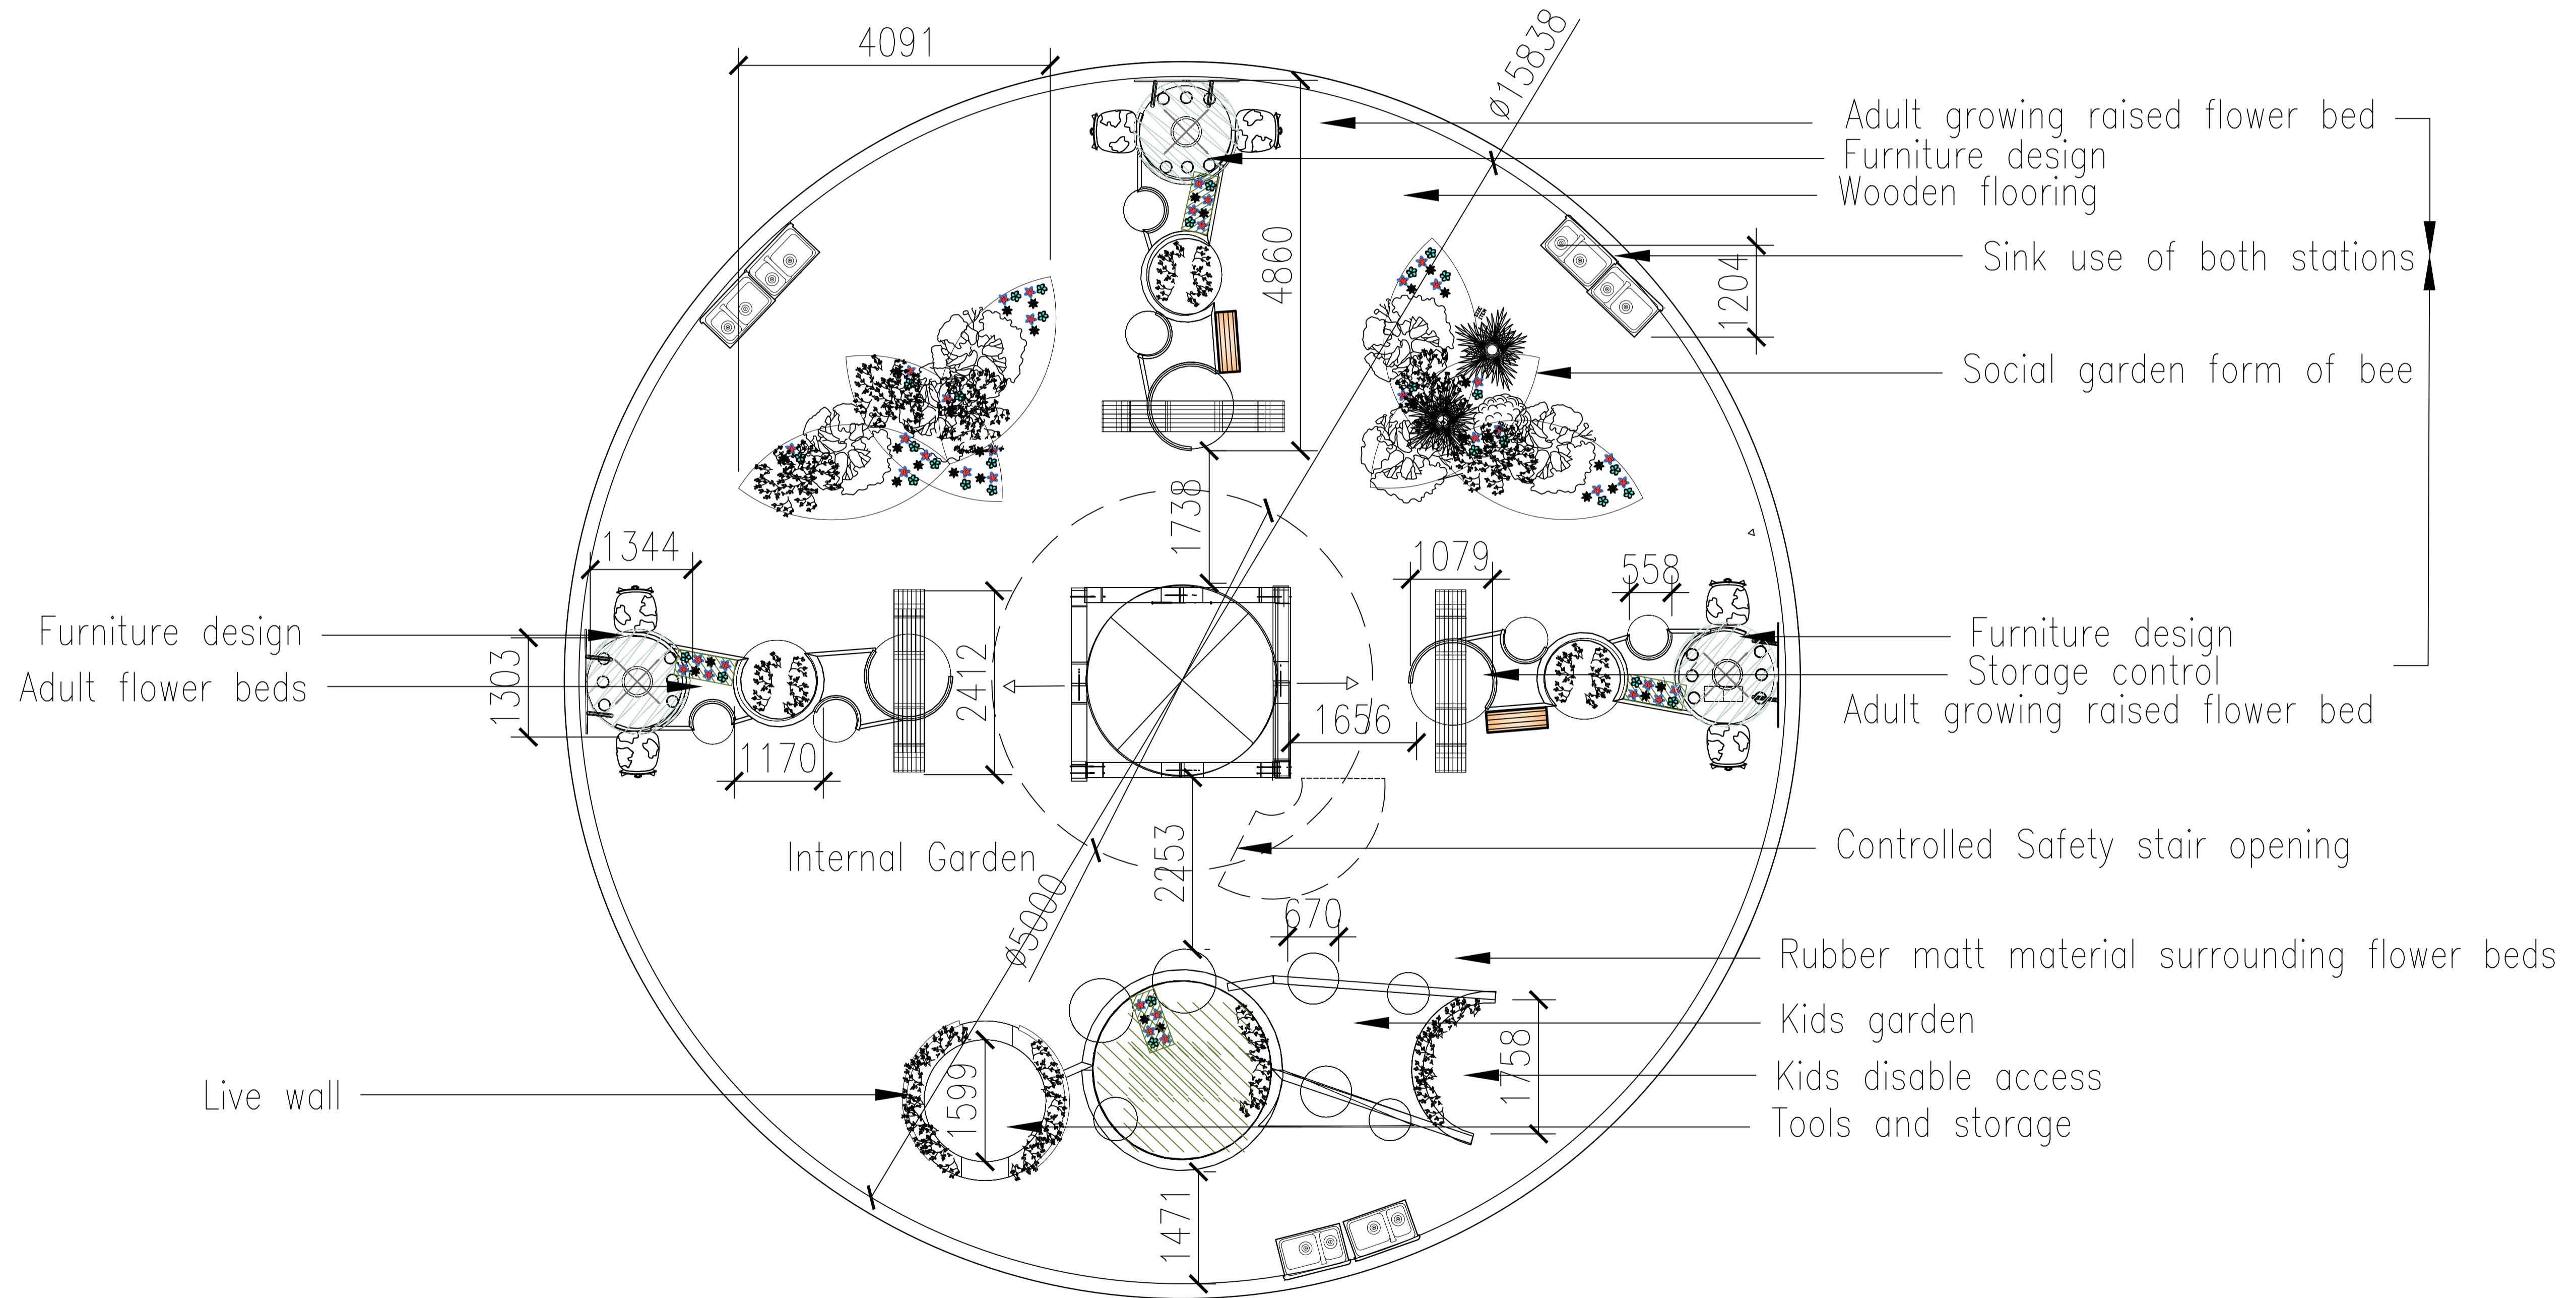 4091
Ø15838
Adult growing raised flower bed
Furniture design
Wooden flooring
4860
Sink use of both stations
1204
Social garden form of bee
1738
1344
1079
558
Furniture design
1303
Adult flower beds
2412
Furniture design
Storage control
Adult growing raised flower bed
1656
1170
Internal Garden
2253
Controlled Safety stair opening
Ø5000
670
Rubber matt material surrounding flower beds
Kids garden
1758
Kids disable access
Live wall
1599
Tools and storage
1471